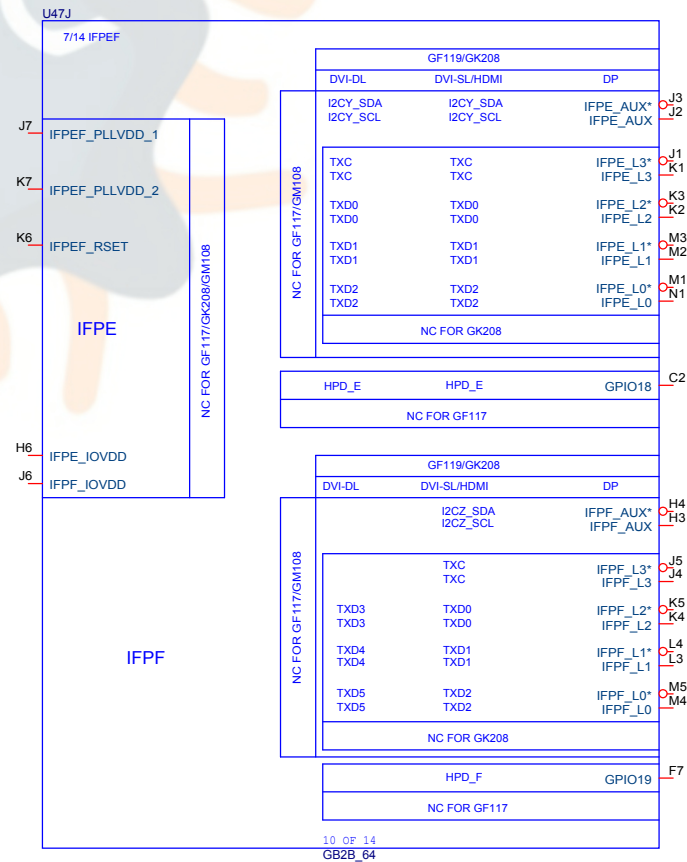 U47J
7/14 IFPEF
GF119/GK208
DVI-DL DVI-SL/HDMI DP
I2CY_SDA I2CY_SDA IFPE_AUX* J3
I2CY_SCL I2CY_SCL IFPE_AUX J2
J7 IFPEF_PLLVDD_1
TXC TXC IFPE_L3* J1
TXC TXC IFPE_L3 K1
K7 IFPEF_PLLVDD_2
TXD0 TXD0 IFPE_L2* K3
TXD0 TXD0 IFPE_L2 K2
K6 IFPEF_RSET
TXD1 TXD1 IFPE_L1* M3
TXD1 TXD1 IFPE_L1 M2
TXD2 TXD2 IFPE_L0* M1
TXD2 TXD2 IFPE_L0 N1
NC FOR GF117/GM108
NC FOR GF117/GK208/GM108
IFPE
NC FOR GK208
HPD_E HPD_E GPIO18 C2
NC FOR GF117
H6 IFPE_IOVDD
J6 IFPF_IOVDD
GF119/GK208
DVI-DL DVI-SL/HDMI DP
I2CZ_SDA IFPF_AUX* H4
I2CZ_SCL IFPF_AUX H3
TXC IFPF_L3* J5
TXC IFPF_L3 J4
TXD3 TXD0 IFPF_L2* K5
TXD3 TXD0 IFPF_L2 K4
NC FOR GF117/GM108
IFPF
TXD4 TXD1 IFPF_L1* L4
TXD4 TXD1 IFPF_L1 L3
TXD5 TXD2 IFPF_L0* M5
TXD5 TXD2 IFPF_L0 M4
NC FOR GK208
HPD_F GPIO19 F7
NC FOR GF117
10 OF 14
GB2B_64